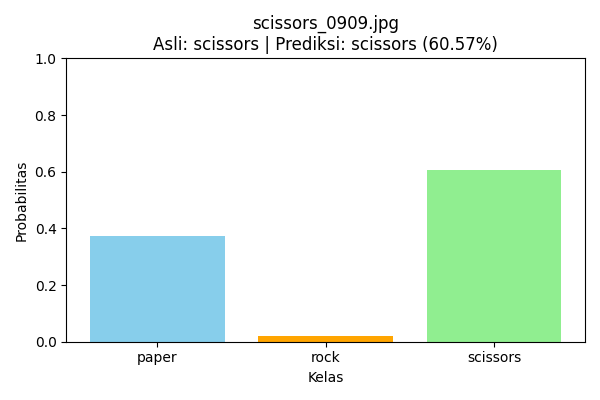 scissors_0909.jpg
Asli: scissors | Prediksi: scissors (60.57%)
1.0
0.8
0.6
0.4
0.2
0.0
Probabilitas
paper
rock
scissors
Kelas